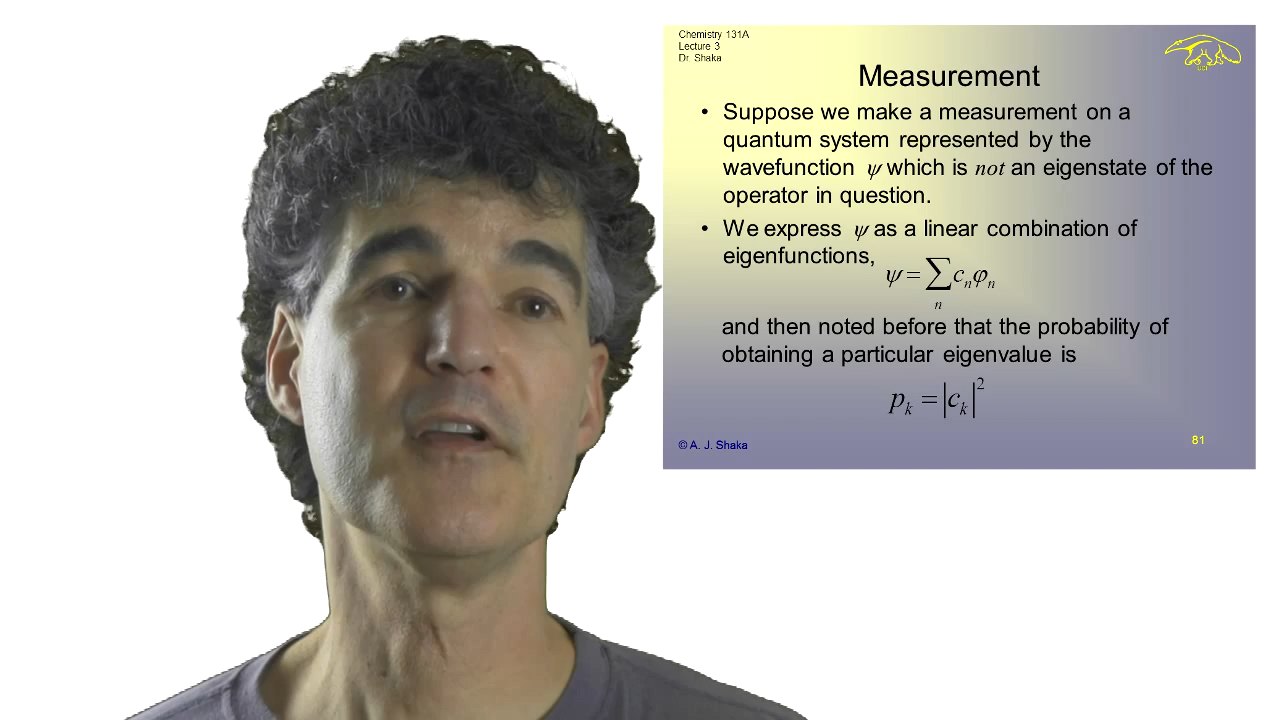 Chemistry 131A
Lecture 3
Dr. Shaka
Measurement
• Suppose we make a measurement on a
quantum system represented by the
wavefunction ψ which is not an eigenstate of the
operator in question.
• We express ψ as a linear combination of
eigenfunctions, ψ = ∑ₙ cₙφₙ
and then noted before that the probability of
obtaining a particular eigenvalue is
pₖ = |cₖ|²
© A. J. Shaka
81